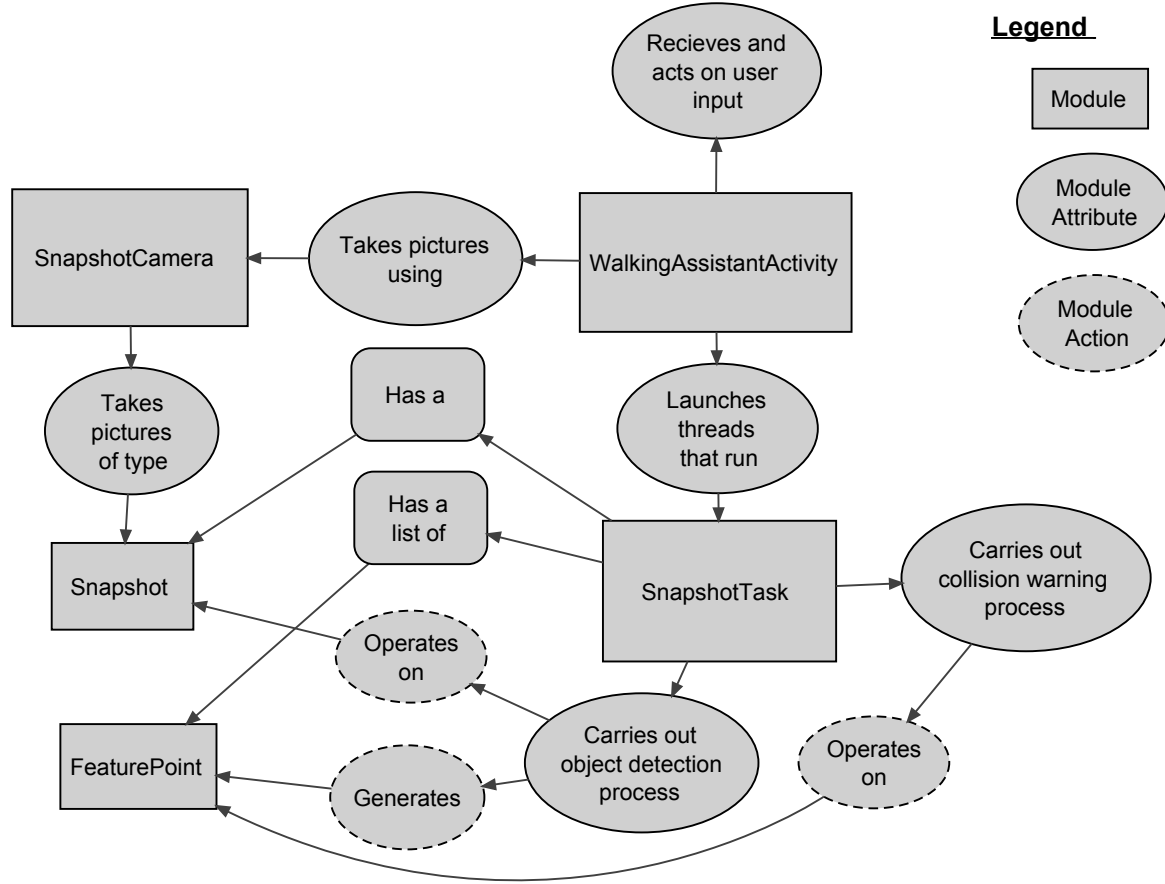 Legend
Recieves and
acts on user
input
Module
SnapshotCamera
Takes pictures
using
WalkingAssistantActivity
Module
Attribute
Module
Action
Takes
pictures
of type
Has a
Launches
threads
that run
Has a
list of
Snapshot
SnapshotTask
Carries out
collision warning
process
Operates
on
FeaturePoint
Generates
Carries out
object detection
process
Operates
on